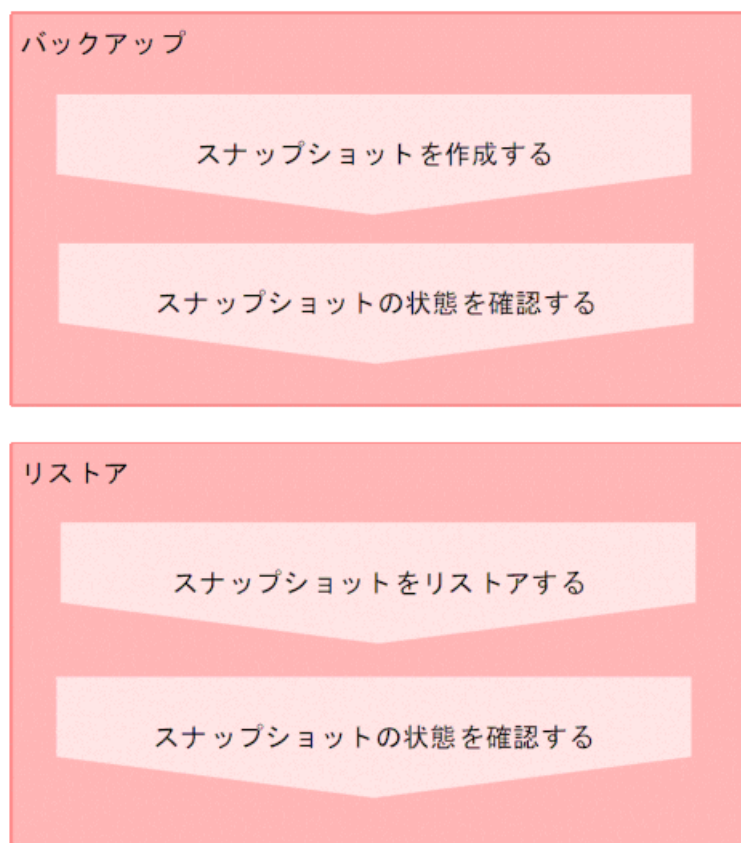 バックアップ
スナップショットを作成する
スナップショットの状態を確認する
リストア
スナップショットをリストアする
スナップショットの状態を確認する